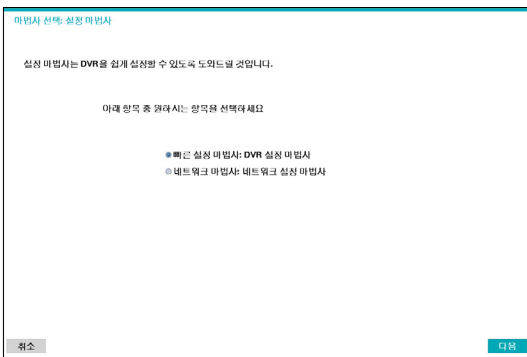 마법사 선택: 설정 마법사
설정 마법사는 DVR을 쉽게 설정할 수 있도록 도와드릴 것입니다.
아래 항목 중 원하시는 항목을 선택하세요
빠른 설정 마법사: DVR 설정 마법사
네트워크 마법사: 네트워크 설정 마법사
취소
다음